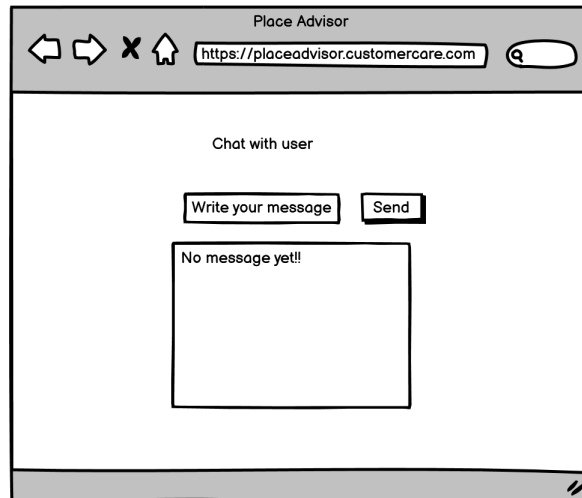 Place Advisor
https://placeadvisor.customercare.com
Chat with user
Write your message
Send
No message yet!!